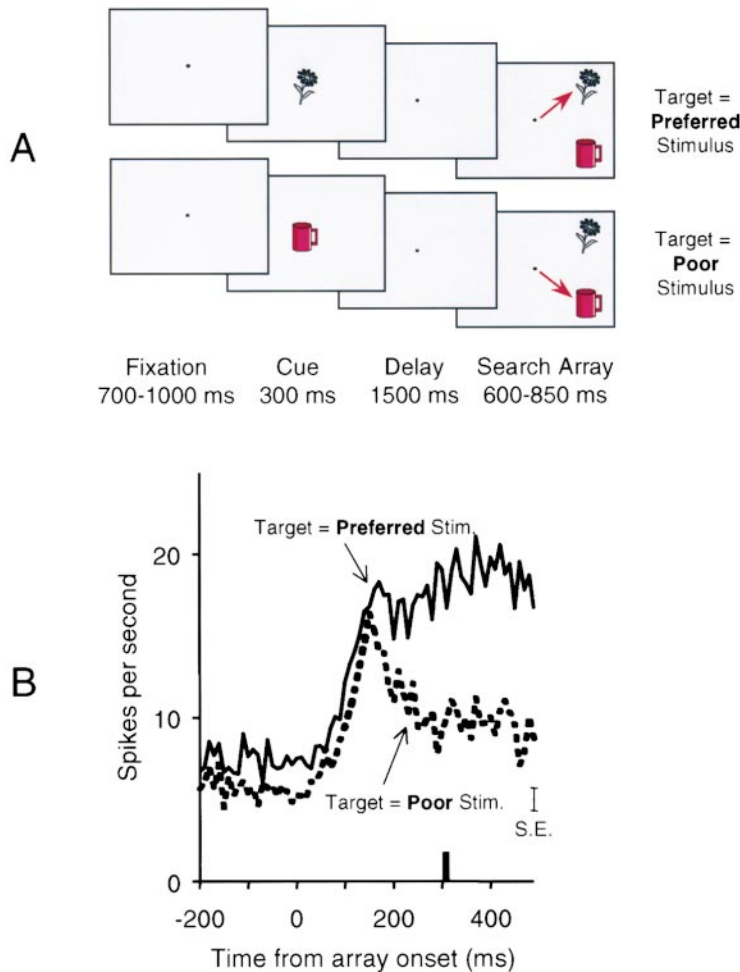 A
Target =
Preferred
Stimulus
Target =
Poor
Stimulus
Fixation Cue Delay Search Array
700-1000 ms 300 ms 1500 ms 600-850 ms
B
Spikes per second
20
10
0
Target = Preferred Stim.
Target = Poor Stim.
S.E.
-200 0 200 400
Time from array onset (ms)